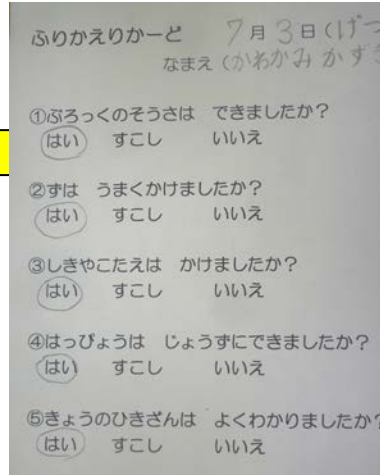 ふりかえりかーど 7月3日(げつ
なまえ(かわかみ かずき
①ぶろっくのそうさは できましたか?
はい すこし いいえ
②ずは うまくかけましたか?
はい すこし いいえ
③しきやこたえは かけましたか?
はい すこし いいえ
④はっぴょうは じょうずにできましたか?
はい すこし いいえ
⑤きょうのひきざんは よくわかりましたか?
はい すこし いいえ